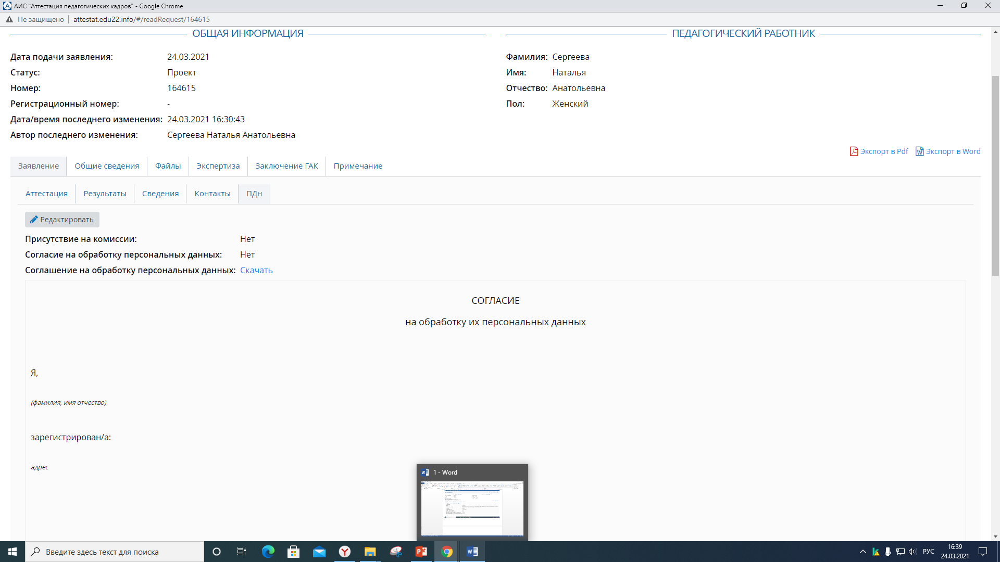 АИС "Аттестация педагогических кадров" - Google Chrome
Не защищено attestat.edu22.info/#/readRequest/164615
ОБЩАЯ ИНФОРМАЦИЯ
Дата подачи заявления: 24.03.2021
Статус: Проект
Номер: 164615
Регистрационный номер: -
Дата/время последнего изменения: 24.03.2021 16:30:43
Автор последнего изменения: Сергеева Наталья Анатольевна
ПЕДАГОГИЧЕСКИЙ РАБОТНИК
Фамилия: Сергеева
Имя: Наталья
Отчество: Анатольевна
Пол: Женский
Экспорт в Pdf Экспорт в Word
Заявление Общие сведения Файлы Экспертиза Заключение ГАК Примечание
Аттестация Результаты Сведения Контакты ПДн
Редактировать
Присутствие на комиссии: Нет
Согласие на обработку персональных данных: Нет
Соглашение на обработку персональных данных: Скачать
СОГЛАСИЕ
на обработку их персональных данных
Я,
(фамилия, имя отчество)
зарегистрирован/а:
адрес
1 - Word
Введите здесь текст для поиска
РУС
16:39
24.03.2021